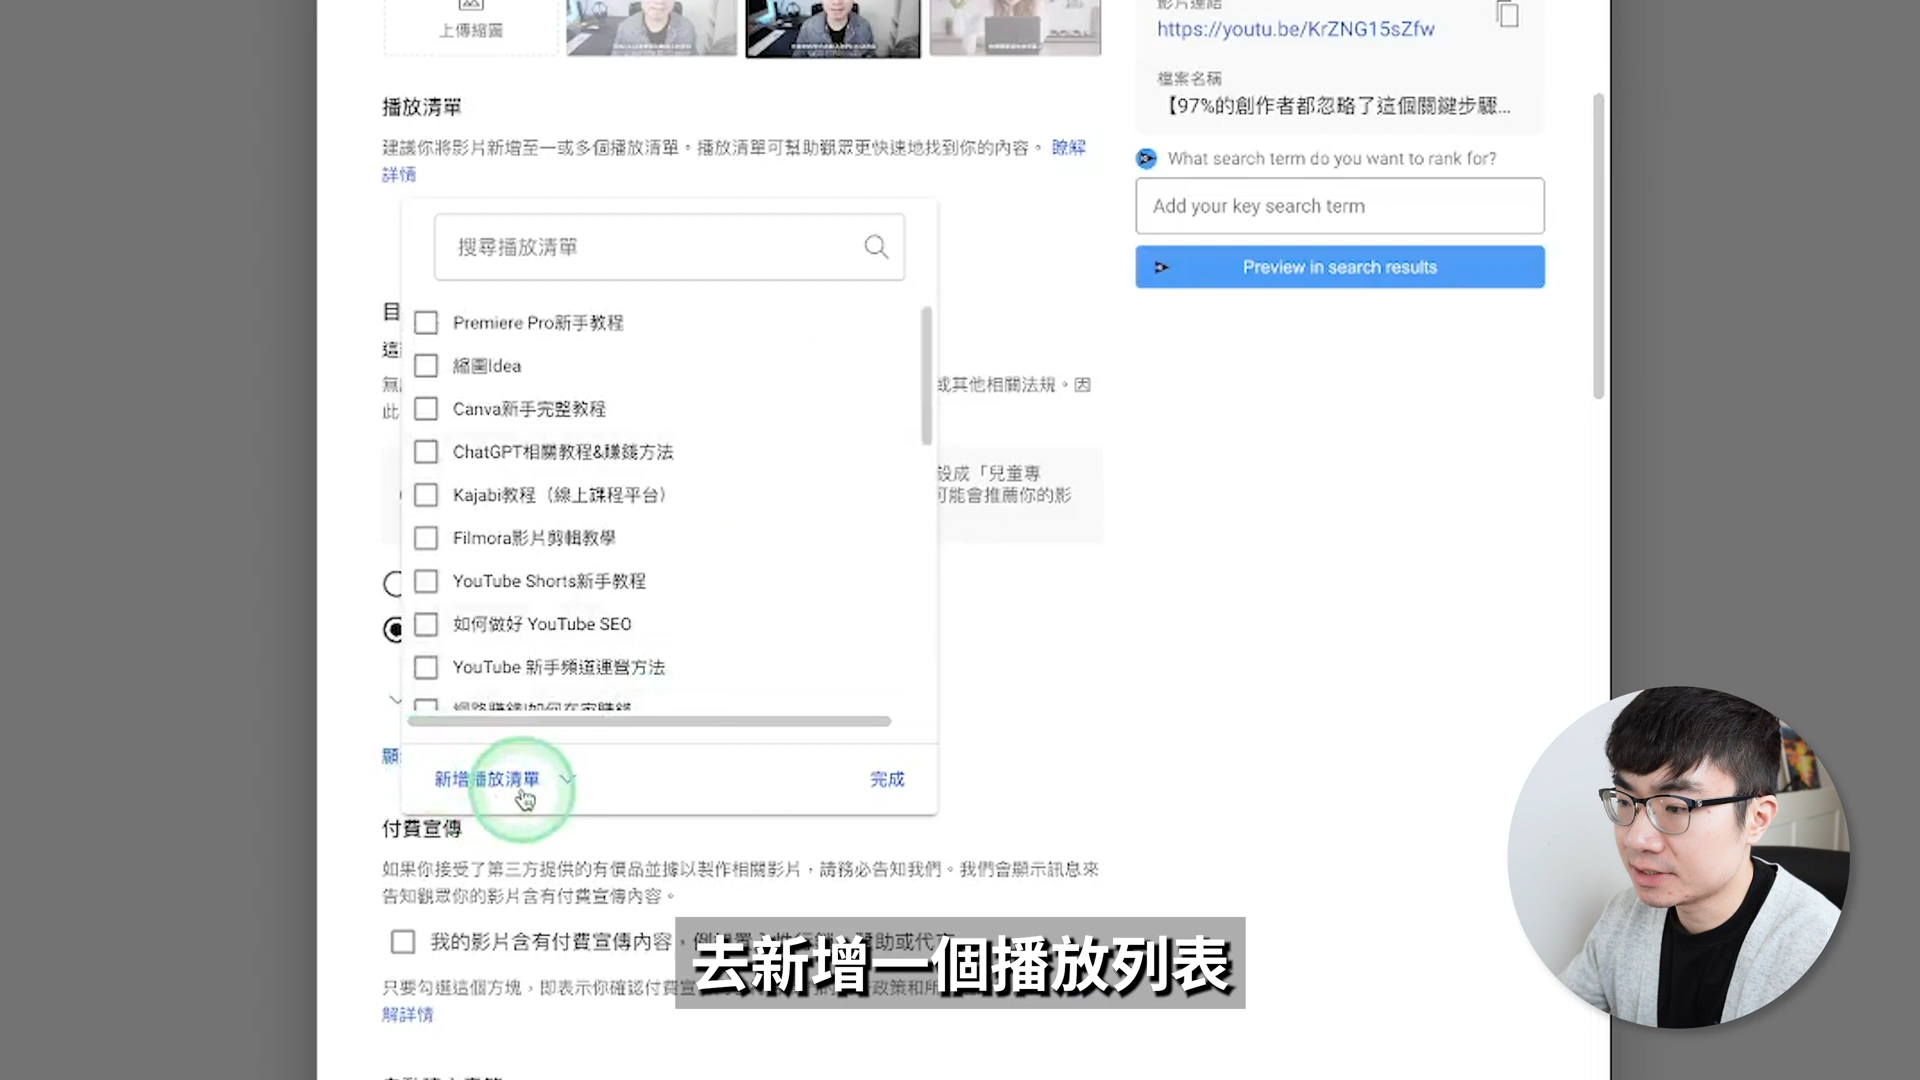 上傳縮圖
播放清單
建議你將影片新增至一或多個播放清單。播放清單可幫助觀眾更快速地找到你的內容。 瞭解
詳情
搜尋播放清單
Premiere Pro新手教程
縮圖Idea
Canva新手完整教程
ChatGPT相關教程&賺錢方法
Kajabi教程（線上課程平台）
Filmora影片剪輯教學
YouTube Shorts新手教程
如何做好 YouTube SEO
YouTube 新手頻道運營方法
新增播放清單
完成
目
這
無
此
或其他相關法規。因
設成「兒童專
可能會推薦你的影
顯
付費宣傳
如果你接受了第三方提供的有價品並據以製作相關影片，請務必告知我們。我們會顯示訊息來
告知觀眾你的影片含有付費宣傳內容。
我的影片含有付費宣傳內容，
只要勾選這個方塊，即表示你確認付費宣
解詳情
去新增一個播放列表
影片連結
https://youtu.be/KrZNG15sZfw
檔案名稱
【97%的創作者都忽略了這個關鍵步驟...
What search term do you want to rank for?
Add your key search term
Preview in search results